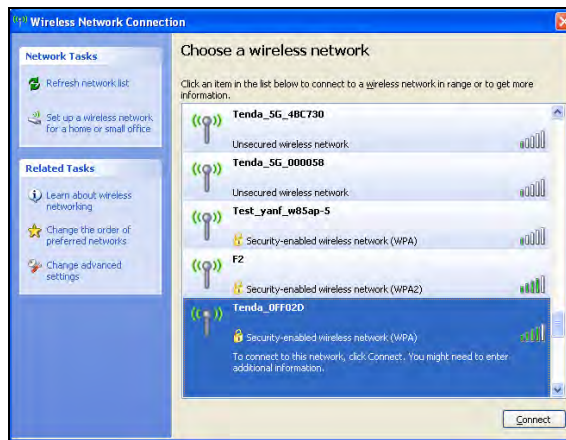 Wireless Network Connection
Network Tasks
Refresh network list
Set up a wireless network
for a home or small office
Related Tasks
Learn about wireless
networking
Change the order of
preferred networks
Change advanced
settings
Choose a wireless network
Click an item in the list below to connect to a wireless network in range or to get more
information.
Tenda_5G_4BC730
Unsecured wireless network
Tenda_5G_000058
Unsecured wireless network
Test_yanf_w85ap-5
Security-enabled wireless network (WPA)
F2
Security-enabled wireless network (WPA2)
Tenda_0FF02D
Security-enabled wireless network (WPA)
To connect to this network, click Connect. You might need to enter
additional information.
Connect